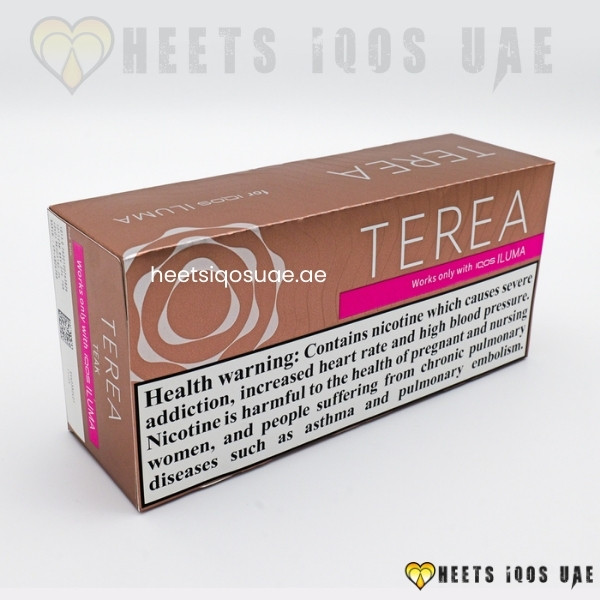 HEETS iQOS UAE
TEREA
for IQOS ILUMA
TEREA
Works only with IQOS ILUMA
heetsiqosuae.ae
Health warning: Contains nicotine which causes severe
addiction, increased heart rate and high blood pressure.
Nicotine is harmful to the health of pregnant and nursing
women, and people suffering from chronic pulmonary
diseases such as asthma and pulmonary embolism.
Works only with IQOS ILUMA
TEAK
TEREA
HEETS iQOS UAE